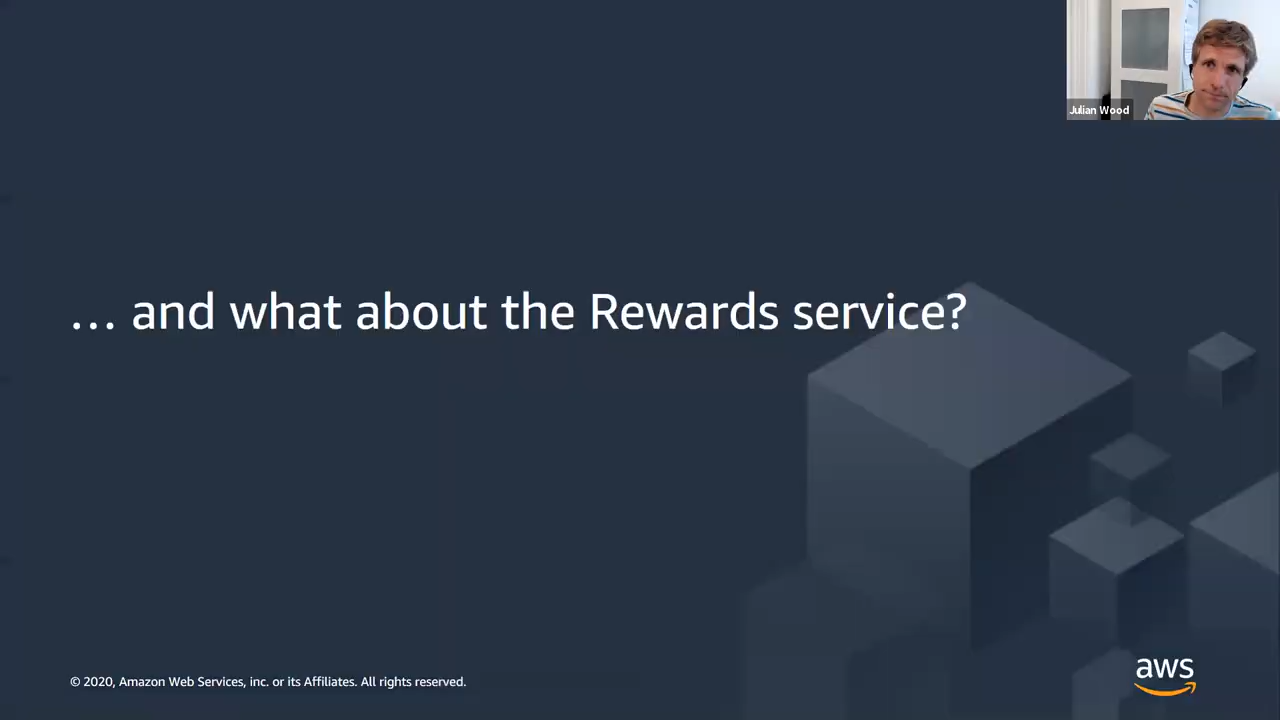 Julian Wood
... and what about the Rewards service?
© 2020, Amazon Web Services, inc. or its Affiliates. All rights reserved.
aws